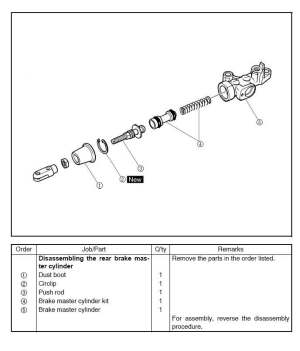 ①
② New
③
④
⑤
Order Job/Part Q'ty Remarks
Disassembling the rear brake mas- Remove the parts in the order listed.
ter cylinder
① Dust boot 1
② Circlip 1
③ Push rod 1
④ Brake master cylinder kit 1
⑤ Brake master cylinder 1
For assembly, reverse the disassembly
procedure.